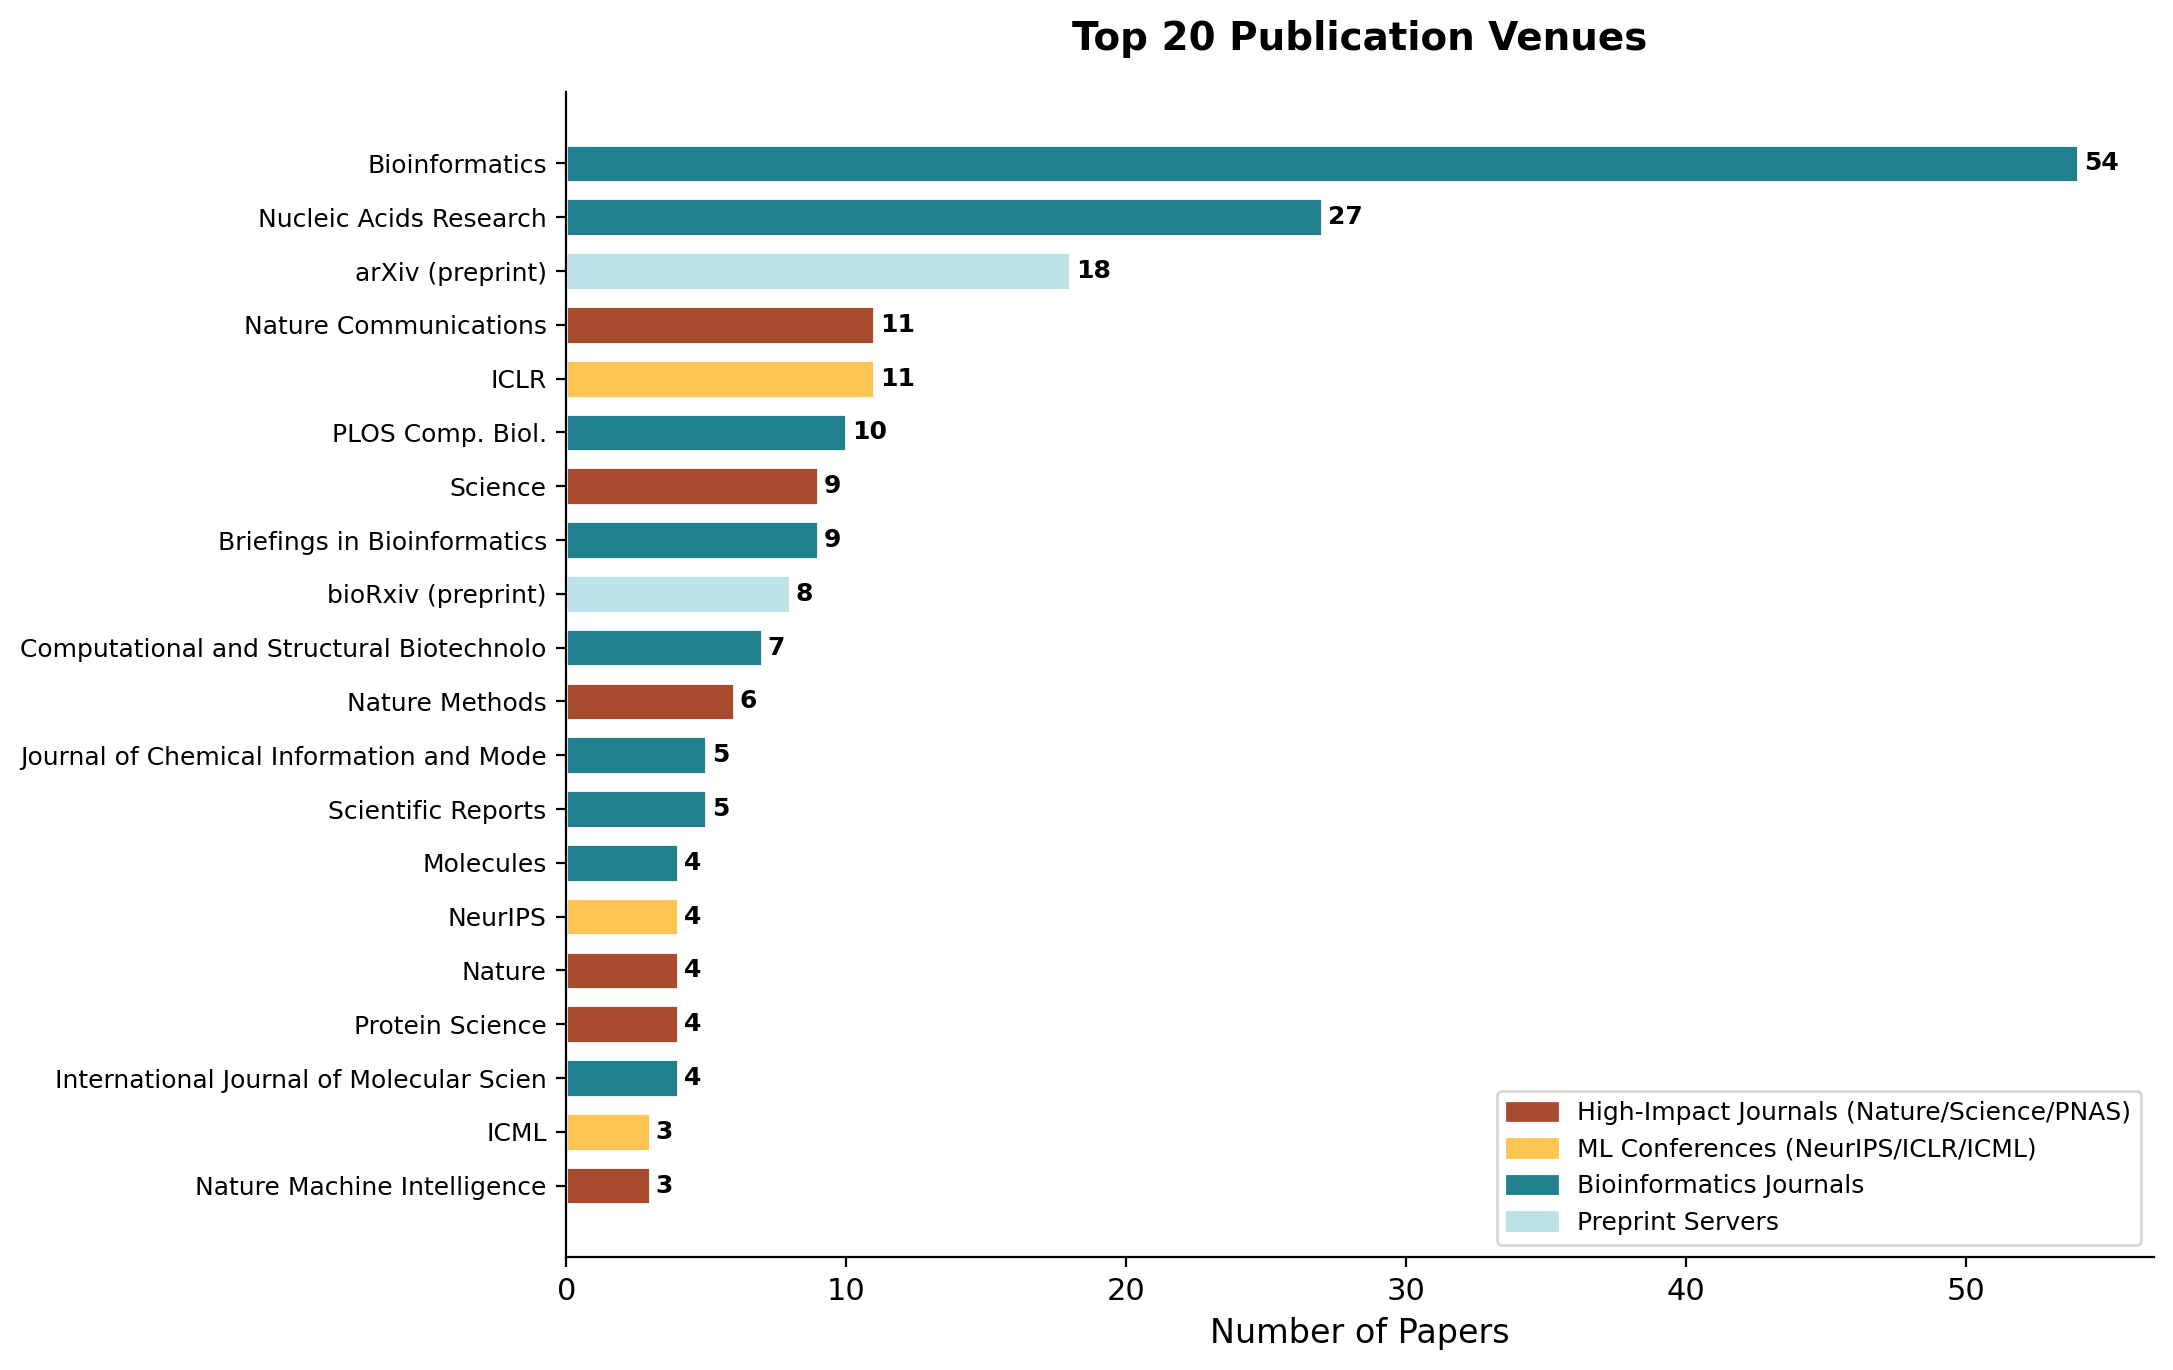 Top 20 Publication Venues
Bioinformatics 54
Nucleic Acids Research 27
arXiv (preprint) 18
Nature Communications 11
ICLR 11
PLOS Comp. Biol. 10
Science 9
Briefings in Bioinformatics 9
bioRxiv (preprint) 8
Computational and Structural Biotechnolo 7
Nature Methods 6
Journal of Chemical Information and Mode 5
Scientific Reports 5
Molecules 4
NeurIPS 4
Nature 4
Protein Science 4
International Journal of Molecular Scien 4
ICML 3
Nature Machine Intelligence 3
High-Impact Journals (Nature/Science/PNAS)
ML Conferences (NeurIPS/ICLR/ICML)
Bioinformatics Journals
Preprint Servers
0 10 20 30 40 50
Number of Papers